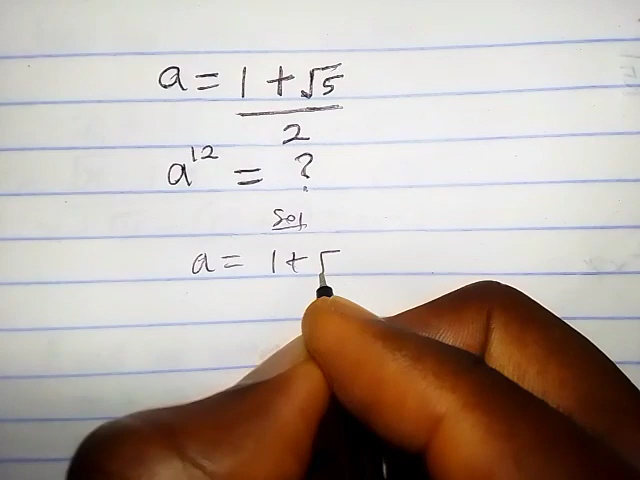 a = 1 + √5
2
a¹² = ?
Sol
a = 1 + √